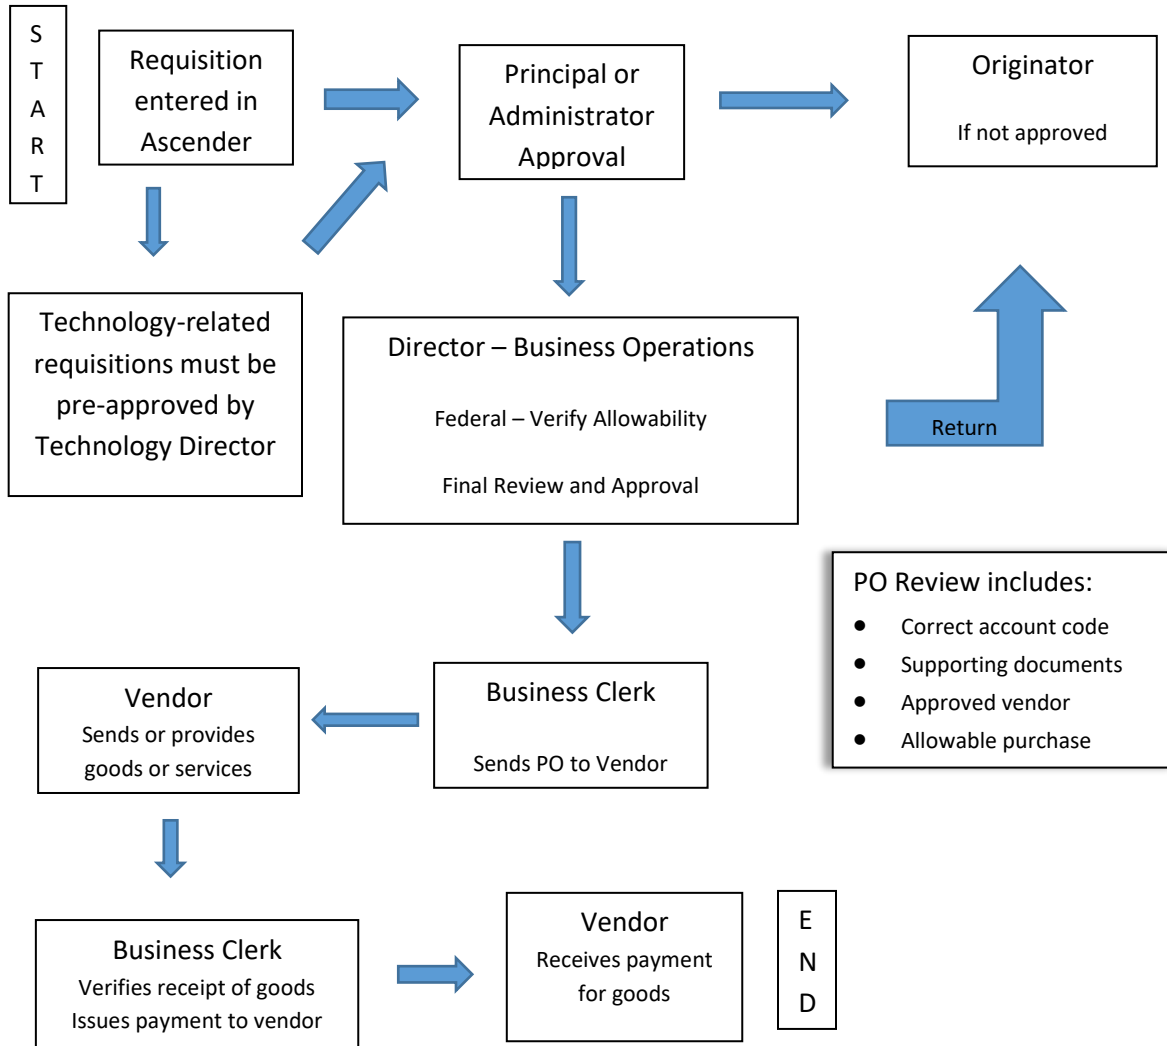 S
T
A
R
T
Requisition
entered in
Ascender
Principal or
Administrator
Approval
Originator
If not approved
Technology-related
requisitions must be
pre-approved by
Technology Director
Director – Business Operations
Federal – Verify Allowability
Final Review and Approval
Return
PO Review includes:
● Correct account code
● Supporting documents
● Approved vendor
● Allowable purchase
Business Clerk
Sends PO to Vendor
Vendor
Sends or provides
goods or services
Business Clerk
Verifies receipt of goods
Issues payment to vendor
Vendor
Receives payment
for goods
E
N
D